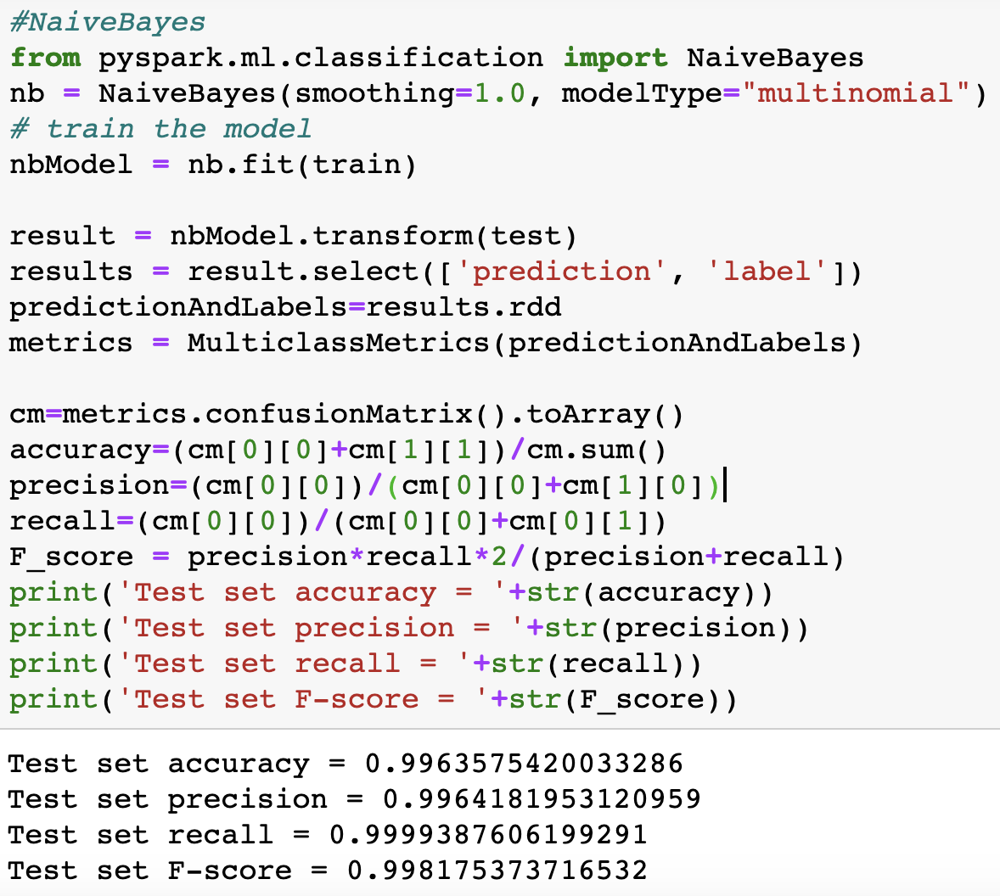 #NaiveBayes
from pyspark.ml.classification import NaiveBayes
nb = NaiveBayes(smoothing=1.0, modelType="multinomial")
# train the model
nbModel = nb.fit(train)
result = nbModel.transform(test)
results = result.select(['prediction', 'label'])
predictionAndLabels=results.rdd
metrics = MulticlassMetrics(predictionAndLabels)
cm=metrics.confusionMatrix().toArray()
accuracy=(cm[0][0]+cm[1][1])/cm.sum()
precision=(cm[0][0])/(cm[0][0]+cm[1][0])
recall=(cm[0][0])/(cm[0][0]+cm[0][1])
F_score = precision*recall*2/(precision+recall)
print('Test set accuracy = '+str(accuracy))
print('Test set precision = '+str(precision))
print('Test set recall = '+str(recall))
print('Test set F-score = '+str(F_score))
Test set accuracy = 0.9963575420033286
Test set precision = 0.9964181953120959
Test set recall = 0.9999387606199291
Test set F-score = 0.998175373716532